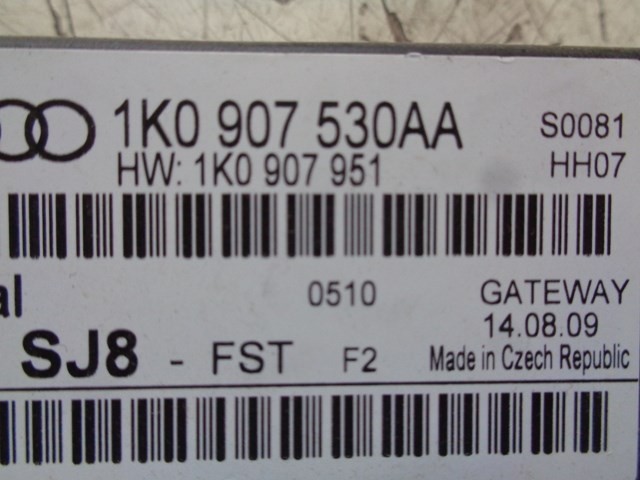 1K0 907 530AA S0081
HW: 1K0 907 951 HH07
al 0510 GATEWAY
14.08.09
SJ8 - FST F2 Made in Czech Republic